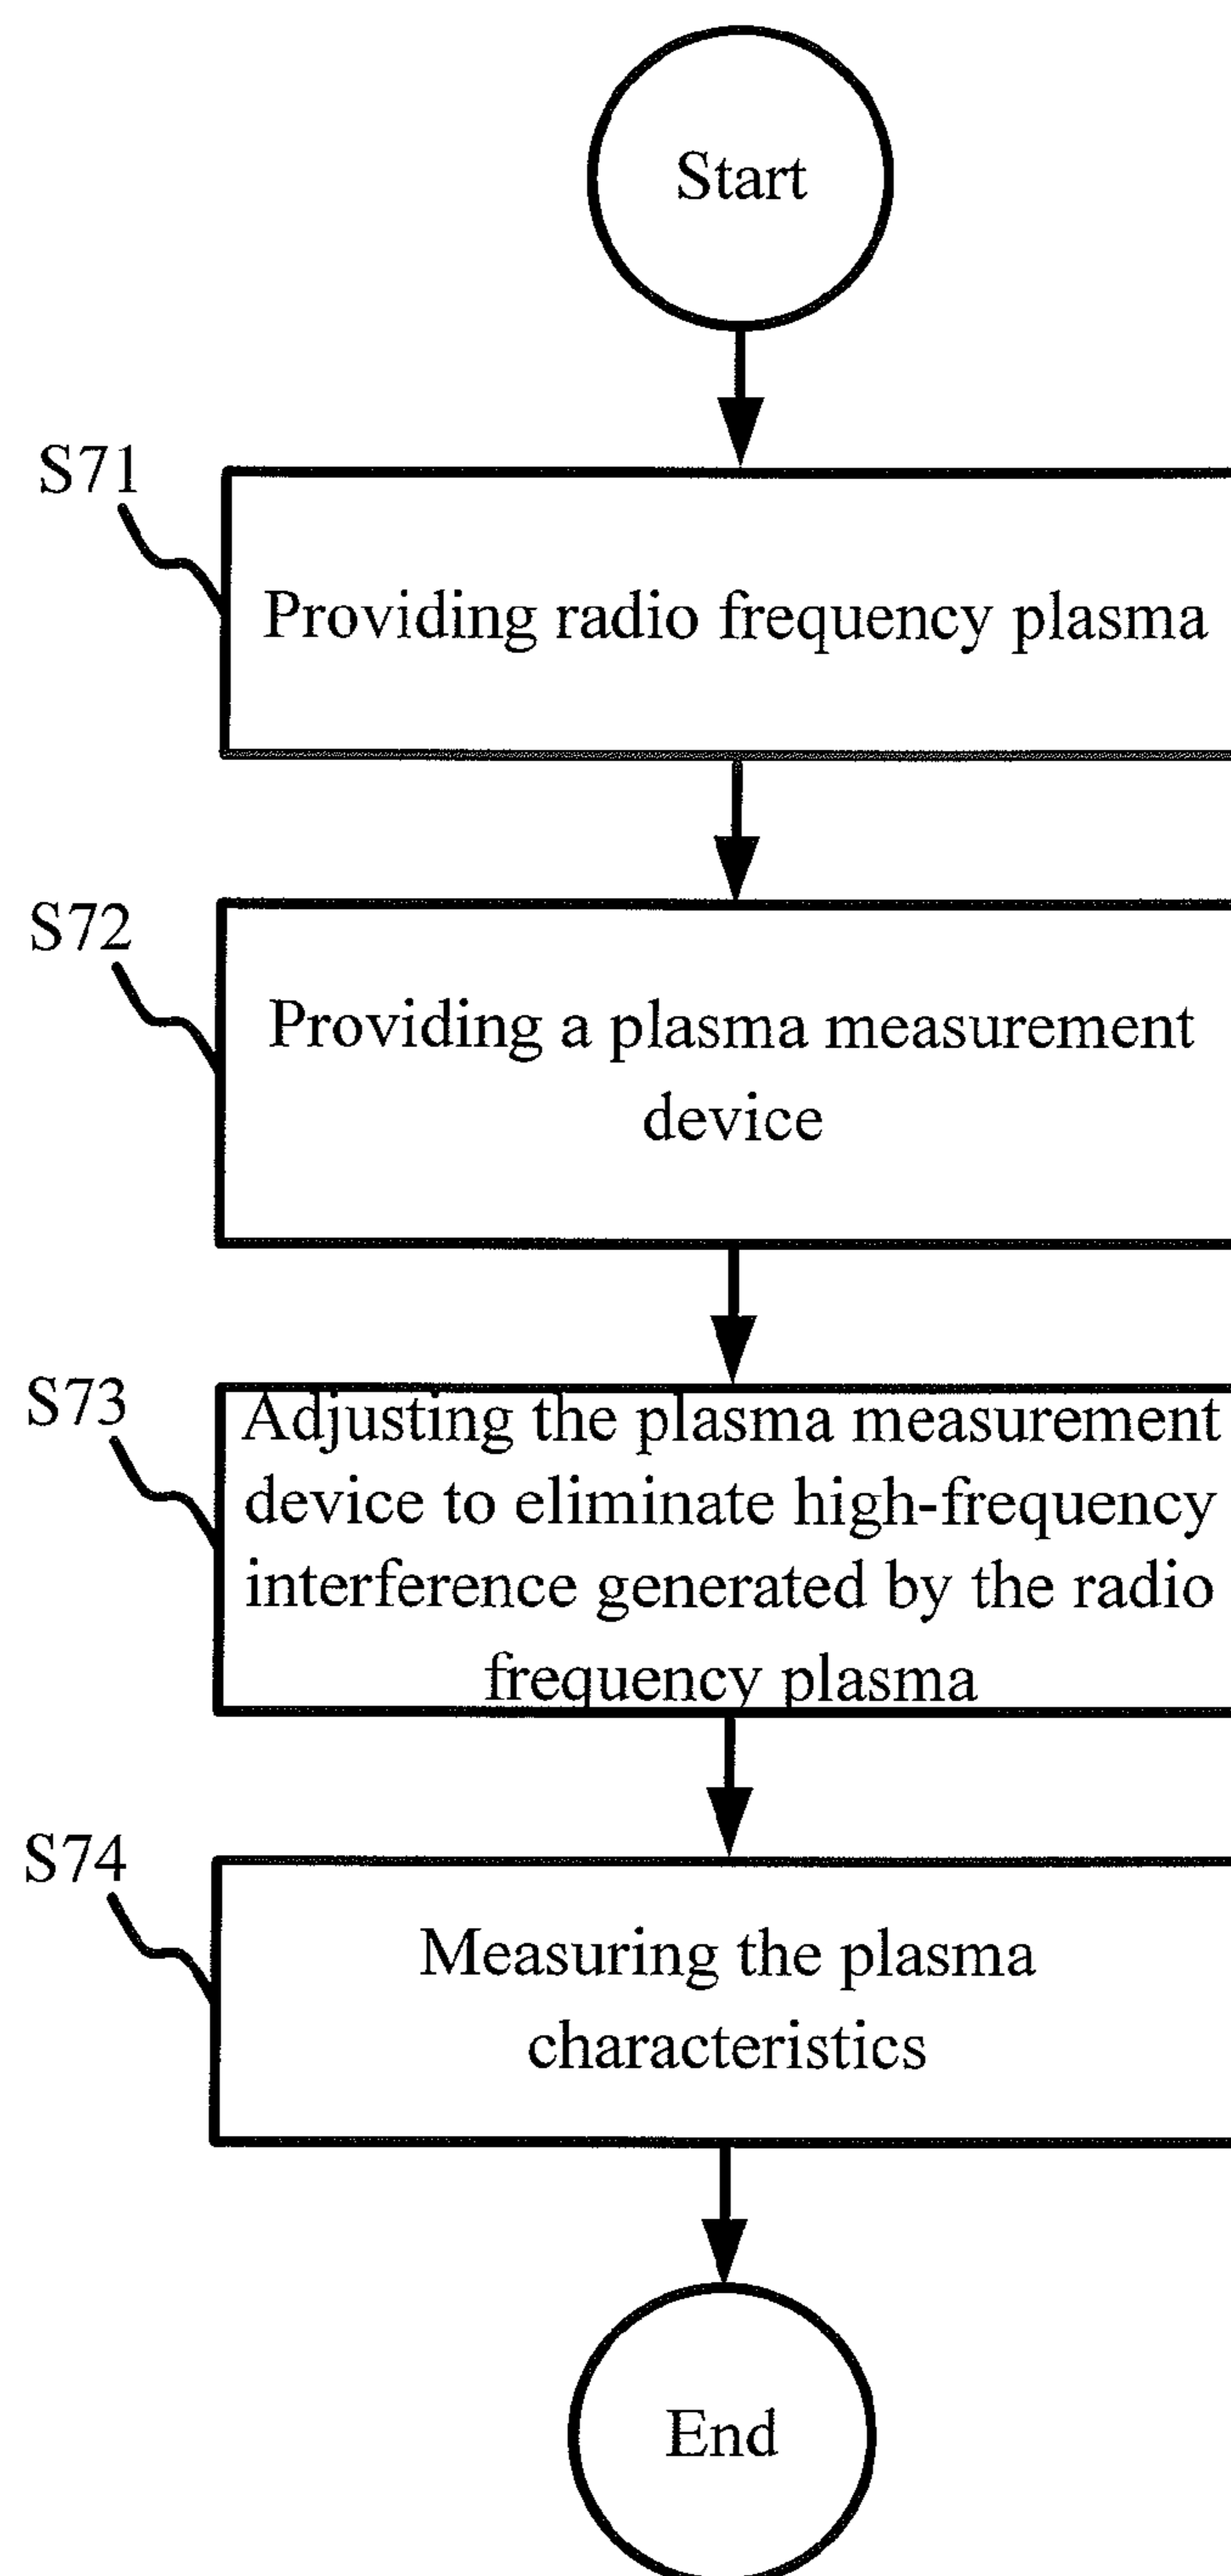 Start
S71
Providing radio frequency plasma
S72
Providing a plasma measurement
device
S73
Adjusting the plasma measurement
device to eliminate high-frequency
interference generated by the radio
frequency plasma
S74
Measuring the plasma
characteristics
End